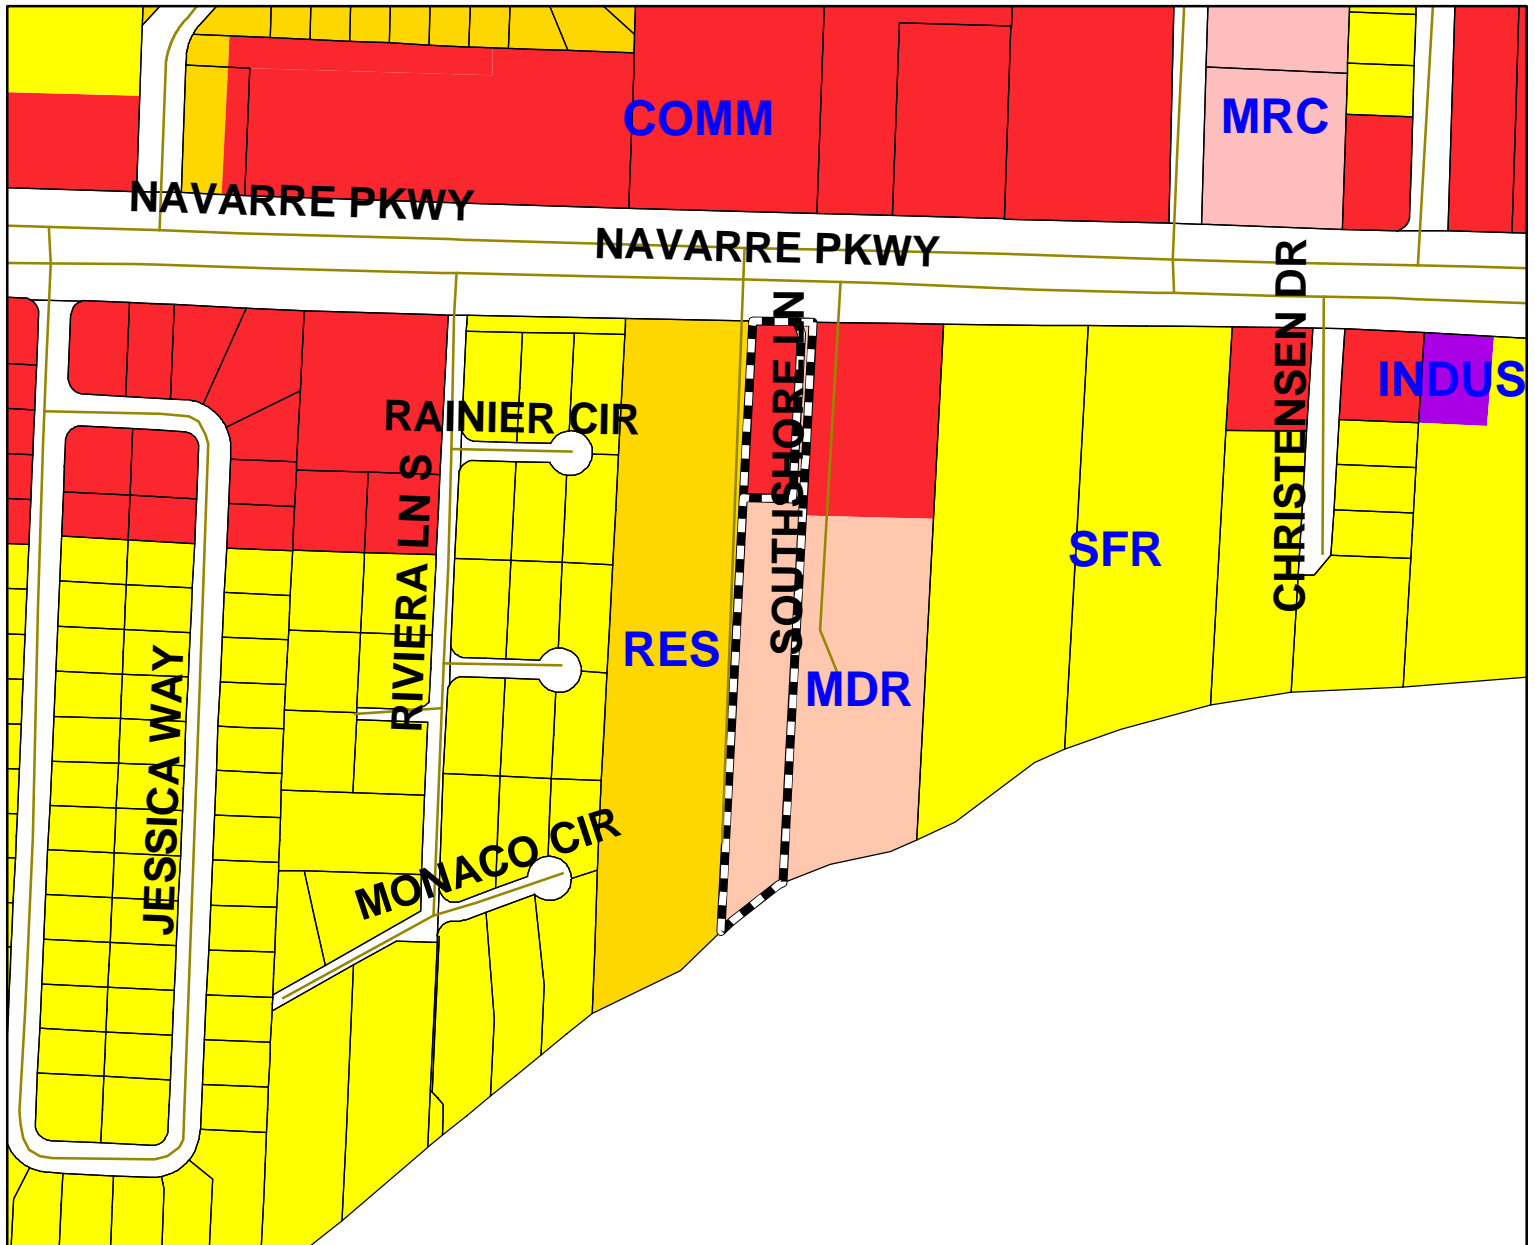 COMM
MRC
NAVARRE PKWY
NAVARRE PKWY
SOUTHSHORE LN
CHRISTENSEN DR
INDUS
RAINIER CIR
RIVIERA LN S
SFR
RES
MDR
JESSICA WAY
MONACO CIR